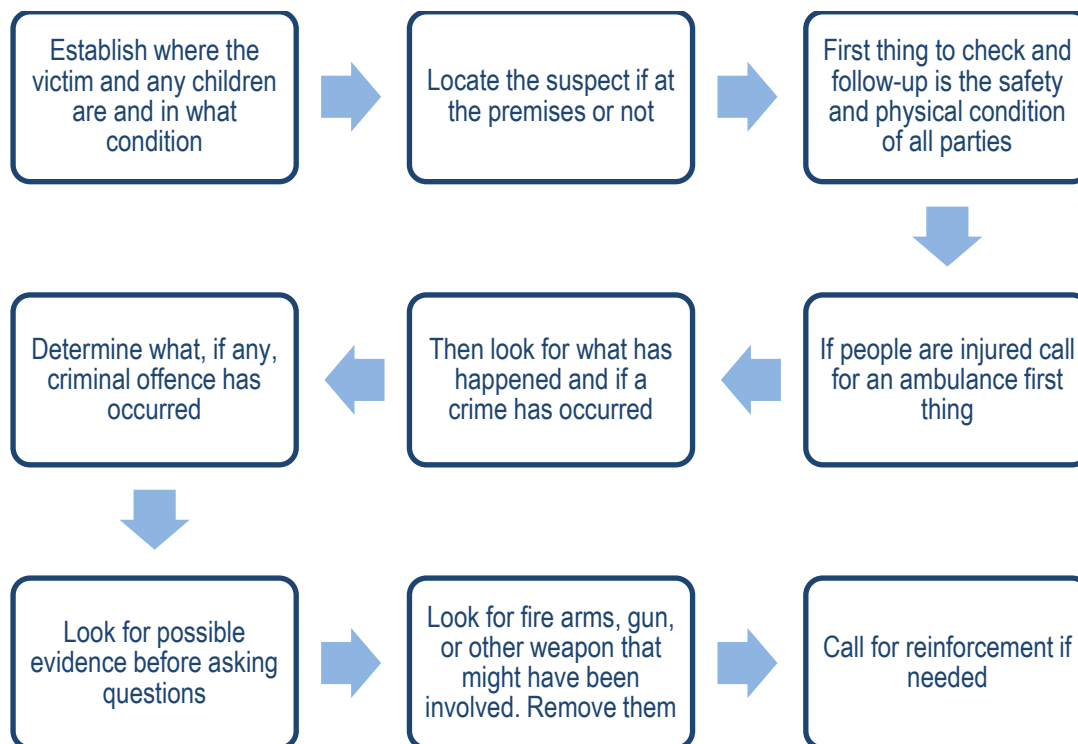 Establish where the
victim and any children
are and in what
condition
Locate the suspect if at
the premises or not
First thing to check and
follow-up is the safety
and physical condition
of all parties
If people are injured call
for an ambulance first
thing
Then look for what has
happened and if a
crime has occurred
Determine what, if any,
criminal offence has
occurred
Look for possible
evidence before asking
questions
Look for fire arms, gun,
or other weapon that
might have been
involved. Remove them
Call for reinforcement if
needed